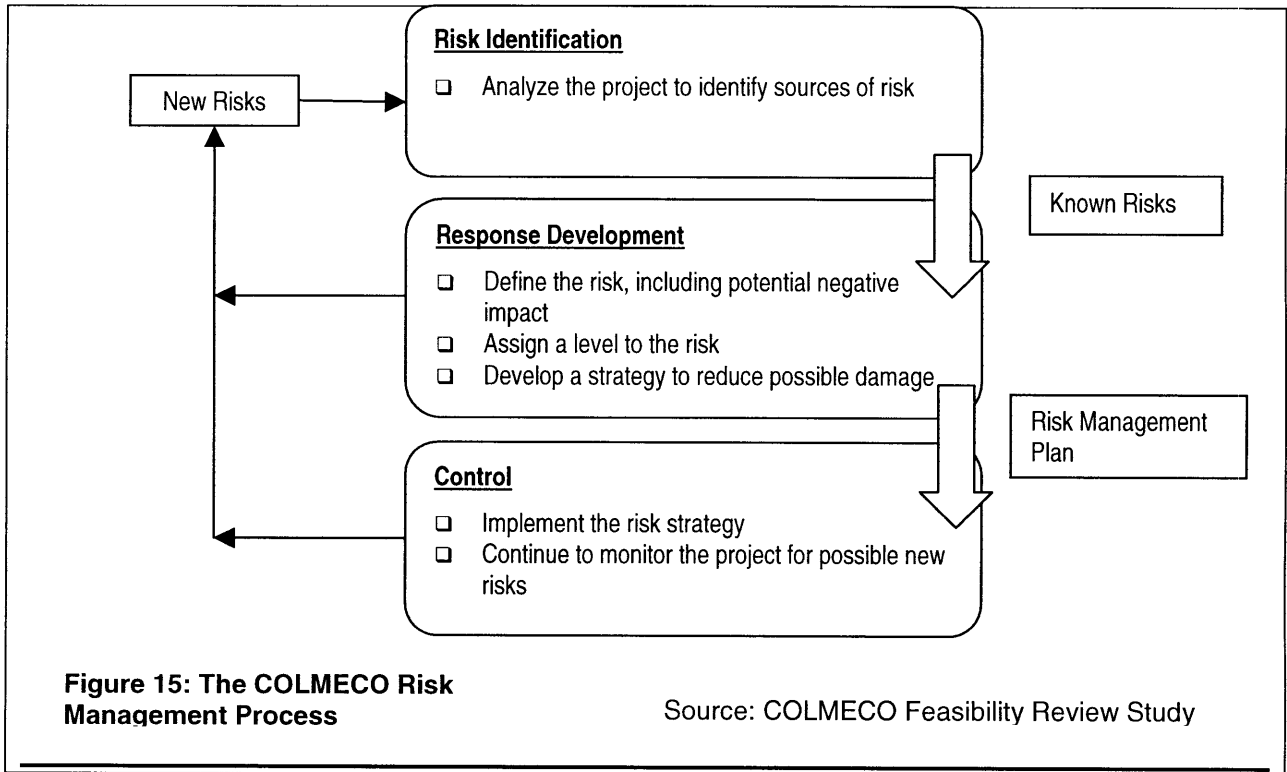 Risk Identification
❑ Analyze the project to identify sources of risk
New Risks
Known Risks
Response Development
❑ Define the risk, including potential negative
impact
❑ Assign a level to the risk
❑ Develop a strategy to reduce possible damage
Risk Management
Plan
Control
❑ Implement the risk strategy
❑ Continue to monitor the project for possible new
risks
Figure 15: The COLMECO Risk
Management Process
Source: COLMECO Feasibility Review Study